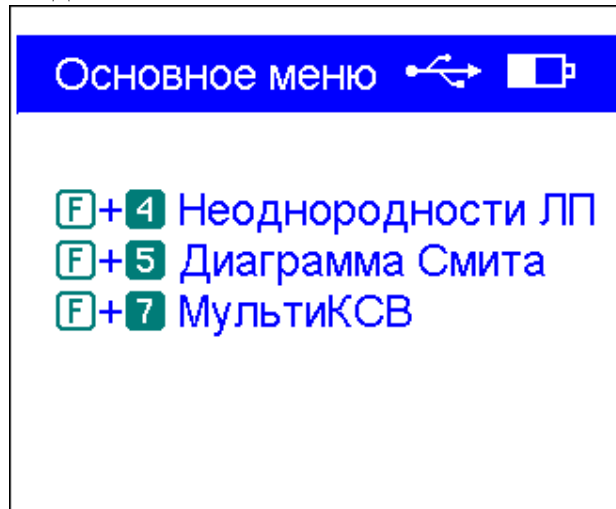 Основное меню
F+4 Неоднородности ЛП
F+5 Диаграмма Смита
F+7 МультиКСВ